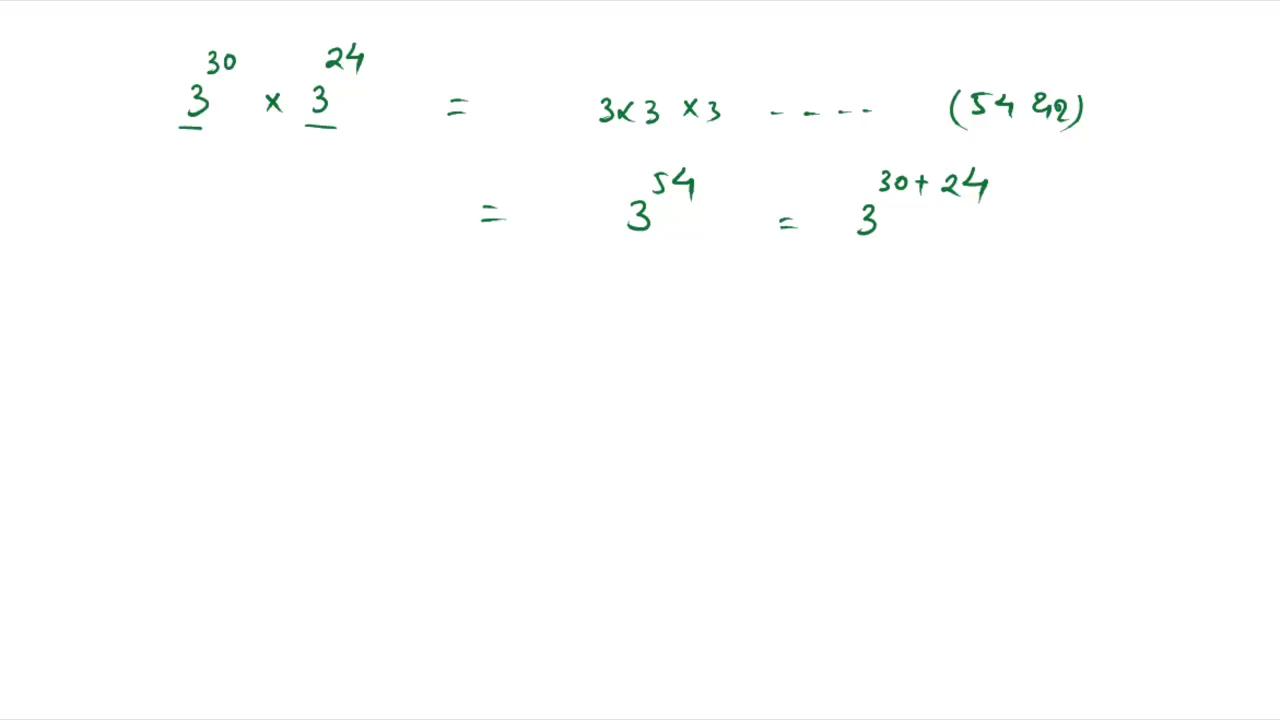 3^30 × 3^24 = 3×3×3 ---- (54 વાર)
= 3^54 = 3^30+24